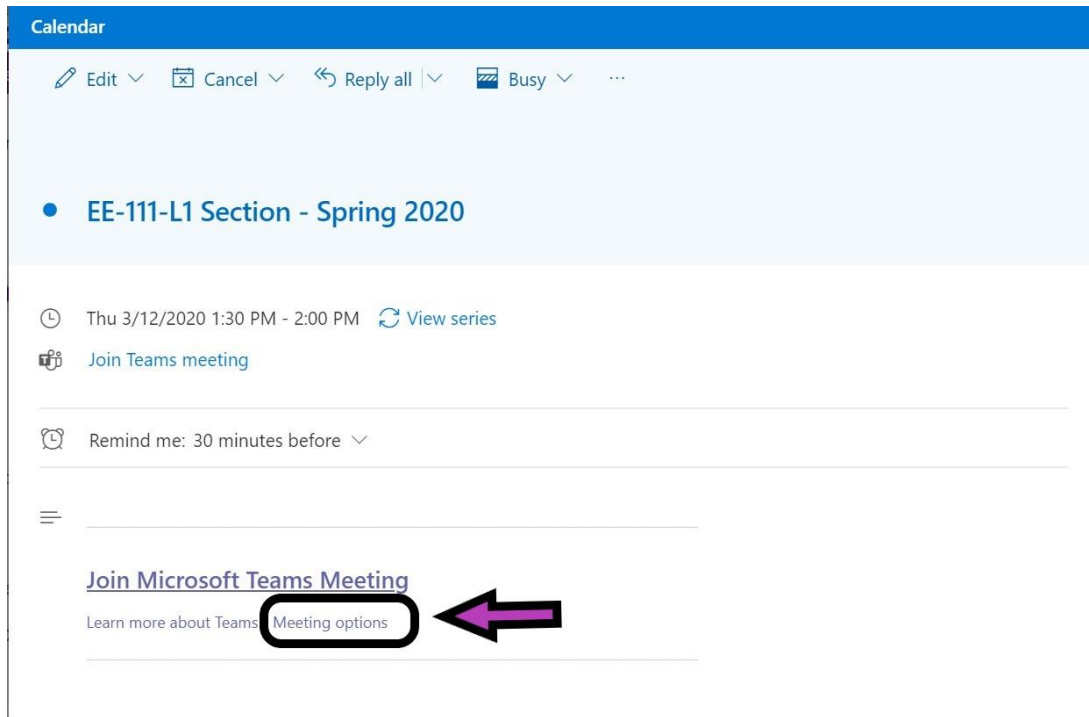 Calendar
Edit Cancel Reply all Busy ...
EE-111-L1 Section - Spring 2020
Thu 3/12/2020 1:30 PM - 2:00 PM View series
Join Teams meeting
Remind me: 30 minutes before
Join Microsoft Teams Meeting
Learn more about Teams Meeting options